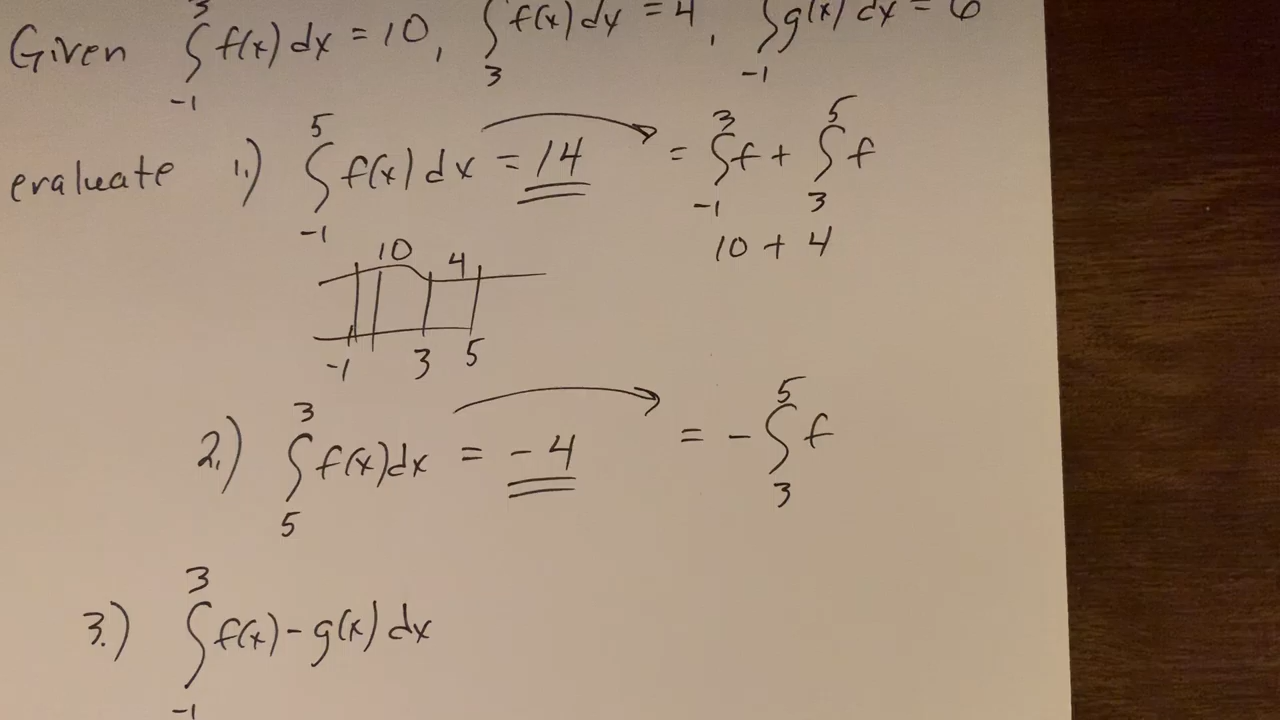 Given ∫_{-1}^{3} f(x) dx = 10, ∫_{3} f(x) dx = 4, ∫_{-1} g(x) dx = 6
evaluate 1.) ∫_{-1}^{5} f(x) dx = 14 = ∫_{-1}^{3} f + ∫_{3}^{5} f
10 + 4
10 4
-1 3 5
2.) ∫_{5}^{3} f(x) dx = -4 = - ∫_{3}^{5} f
3.) ∫_{-1}^{3} f(x) - g(x) dx